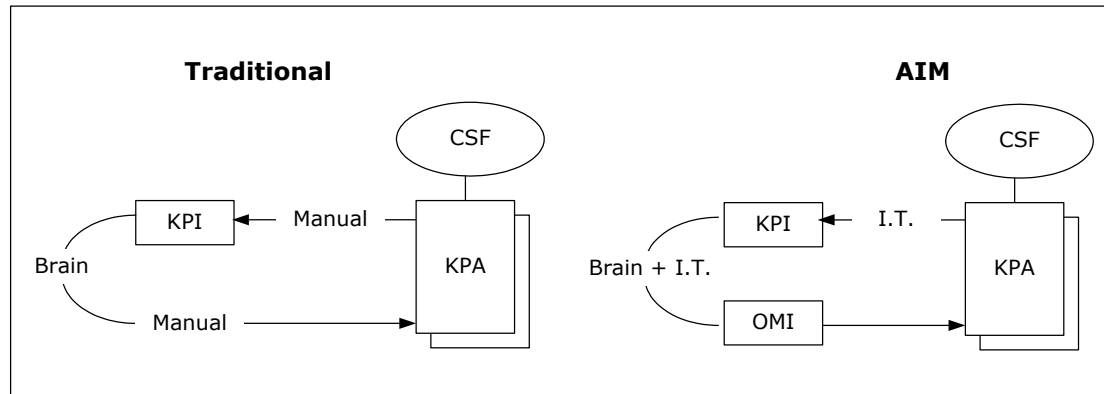 Traditional
CSF
KPI
Manual
KPA
Brain
Manual
AIM
CSF
KPI
I.T.
KPA
Brain + I.T.
OMI